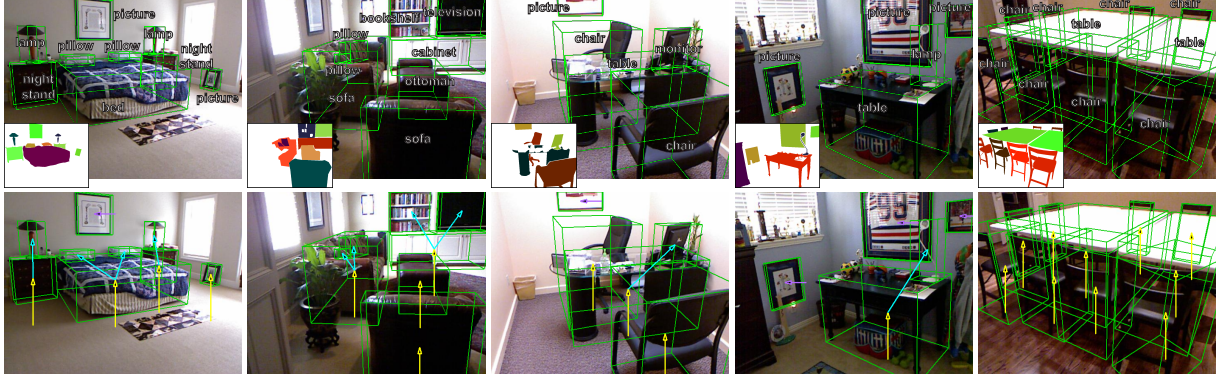 picture
lamp
pillow
pillow
lamp
night
stand
night
stand
bed
picture
bookshelf
television
pillow
cabinet
pillow
ottoman
sofa
sofa
picture
chair
monitor
table
chair
picture
picture
picture
lamp
table
chair
chair
chair
chair
table
table
chair
chair
chair
chair